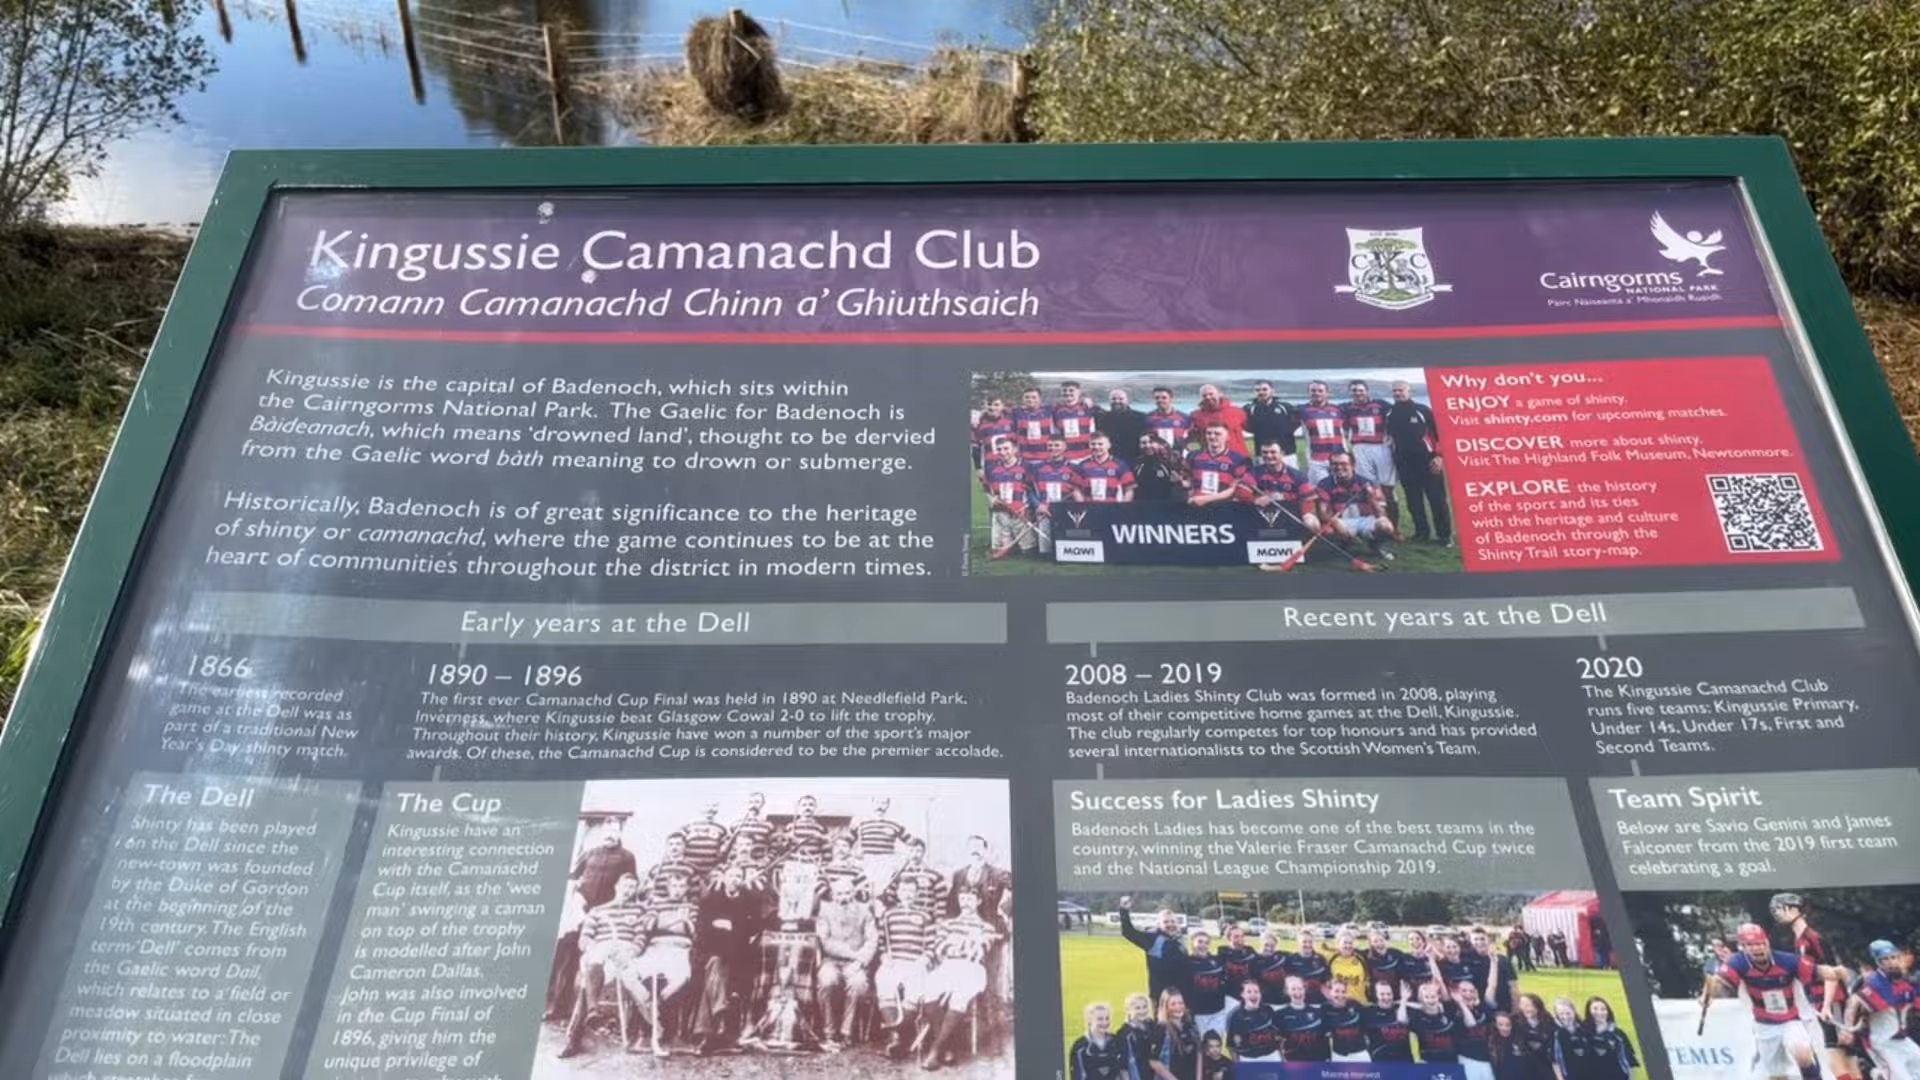 Kingussie Camanachd Club
Comann Camanachd Chinn a' Ghiuthsaich
C C C
Cairngorms
NATIONAL PARK
Pàirc Nàiseanta a' Mhonaidh Ruaidh
Kingussie is the capital of Badenoch, which sits within
the Cairngorms National Park. The Gaelic for Badenoch is
Bàideanach, which means 'drowned land', thought to be dervied
from the Gaelic word bàth meaning to drown or submerge.
Historically, Badenoch is of great significance to the heritage
of shinty or camanachd, where the game continues to be at the
heart of communities throughout the district in modern times.
WINNERS
MOWI
MOWI
Why don't you...
ENJOY a game of shinty.
Visit shinty.com for upcoming matches.
DISCOVER more about shinty.
Visit The Highland Folk Museum, Newtonmore.
EXPLORE the history
of the sport and its ties
with the heritage and culture
of Badenoch through the
Shinty Trail story-map.
Early years at the Dell
1866
The earliest recorded
game at the Dell was as
part of a traditional New
Year's Day shinty match.
1890 – 1896
The first ever Camanachd Cup Final was held in 1890 at Needlefield Park,
Inverness, where Kingussie beat Glasgow Cowal 2-0 to lift the trophy.
Throughout their history, Kingussie have won a number of the sport's major
awards. Of these, the Camanachd Cup is considered to be the premier accolade.
The Dell
Shinty has been played
on the Dell since the
new-town was founded
by the Duke of Gordon
at the beginning of the
19th century. The English
term 'Dell' comes from
the Gaelic word Dail,
which relates to a field or
meadow situated in close
proximity to water. The
Dell lies on a floodplain
which stretches
The Cup
Kingussie have an
interesting connection
with the Camanachd
Cup itself, as the 'wee
man' swinging a caman
on top of the trophy
is modelled after John
Cameron Dallas.
John was also involved
in the Cup Final of
1896, giving him the
unique privilege of
Recent years at the Dell
2008 – 2019
Badenoch Ladies Shinty Club was formed in 2008, playing
most of their competitive home games at the Dell, Kingussie.
The club regularly competes for top honours and has provided
several internationalists to the Scottish Women's Team.
2020
The Kingussie Camanachd Club
runs five teams: Kingussie Primary,
Under 14s, Under 17s, First and
Second Teams.
Success for Ladies Shinty
Badenoch Ladies has become one of the best teams in the
country, winning the Valerie Fraser Camanachd Cup twice
and the National League Championship 2019.
Marine Harvest
Team Spirit
Below are Savio Genini and James
Falconer from the 2019 first team
celebrating a goal.
TEMIS